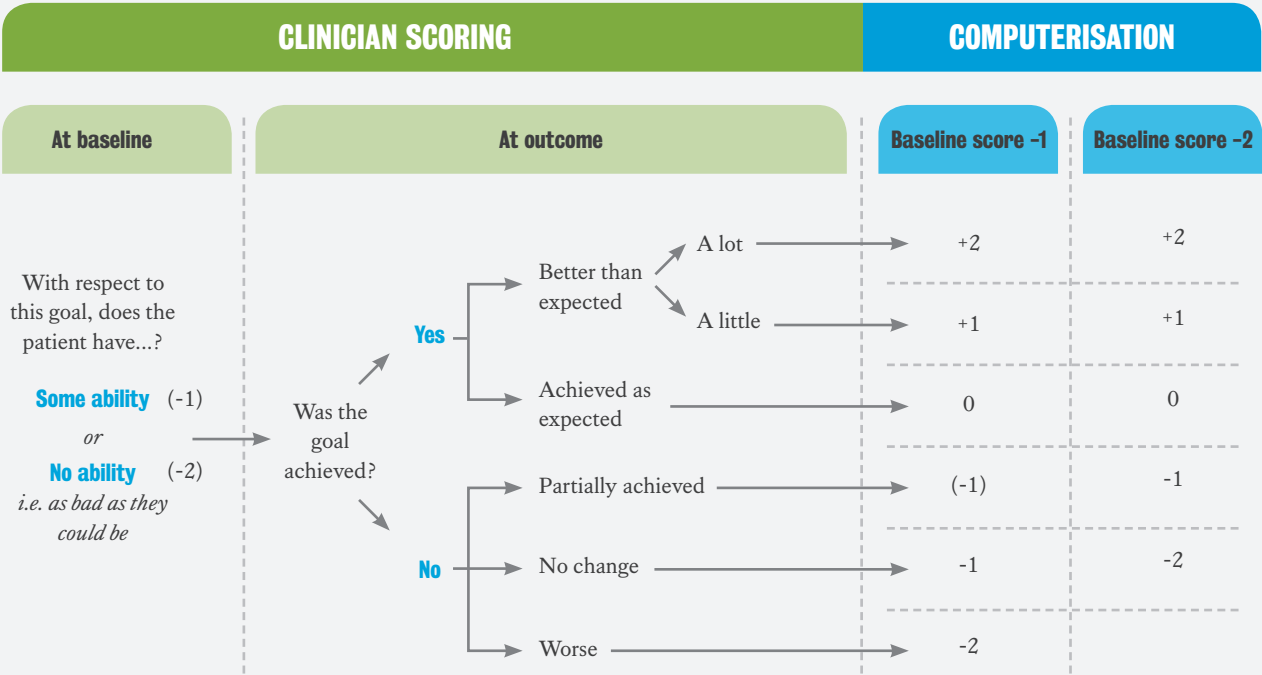 CLINICIAN SCORING
COMPUTERISATION
At baseline
At outcome
Baseline score -1
Baseline score -2
With respect to
this goal, does the
patient have...?
Some ability (-1)
or
No ability (-2)
i.e. as bad as they
could be
Was the
goal
achieved?
Yes
Better than
expected
A lot
+2
+2
A little
+1
+1
Achieved as
expected
0
0
No
Partially achieved
(-1)
-1
No change
-1
-2
Worse
-2